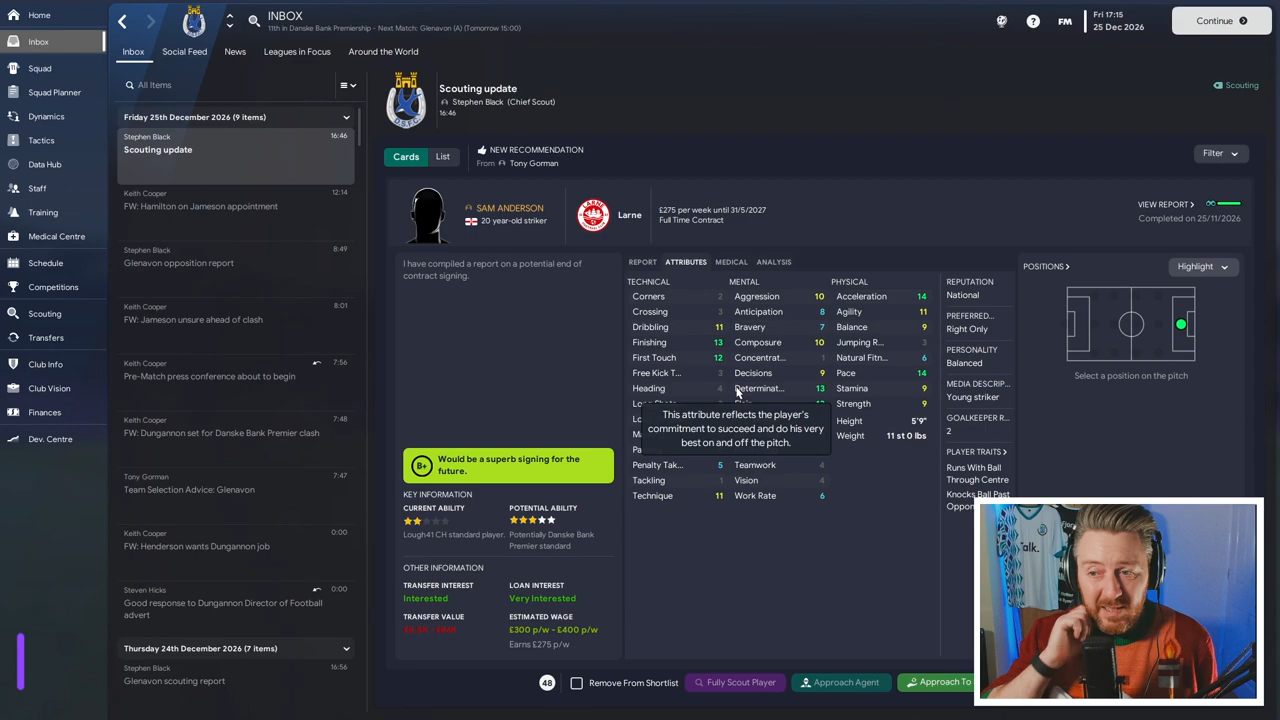 Home
Inbox
Squad
Squad Planner
Dynamics
Tactics
Data Hub
Staff
Training
Medical Centre
Schedule
Competitions
Scouting
Transfers
Club Info
Club Vision
Finances
Dev. Centre
INBOX
11th in Danske Bank Premiership - Next Match: Glenavon (A) (Tomorrow 15:00)
FM
Fri 17:15
25 Dec 2026
Continue
Inbox Social Feed News Leagues in Focus Around the World
All Items
Friday 25th December 2026 (9 items)
Stephen Black 16:46
Scouting update
Keith Cooper 12:14
FW: Hamilton on Jameson appointment
Stephen Black 8:49
Glenavon opposition report
Keith Cooper 8:01
FW: Jameson unsure ahead of clash
Keith Cooper 7:56
Pre-Match press conference about to begin
Keith Cooper 7:48
FW: Dungannon set for Danske Bank Premier clash
Tony Gorman 7:47
Team Selection Advice: Glenavon
Keith Cooper 0:00
FW: Henderson wants Dungannon job
Steven Hicks 0:00
Good response to Dungannon Director of Football
advert
Thursday 24th December 2026 (7 items)
Stephen Black 16:56
Glenavon scouting report
Scouting update
Stephen Black (Chief Scout)
16:46
Scouting
Cards List
NEW RECOMMENDATION
From Tony Gorman
Filter
SAM ANDERSON
20 year-old striker
Larne
£275 per week until 31/5/2027
Full Time Contract
VIEW REPORT >
Completed on 25/11/2026
I have compiled a report on a potential end of
contract signing.
B+
Would be a superb signing for the
future.
KEY INFORMATION
CURRENT ABILITY POTENTIAL ABILITY
Lough41 CH standard player. Potentially Danske Bank
Premier standard
OTHER INFORMATION
TRANSFER INTEREST LOAN INTEREST
Interested Very Interested
TRANSFER VALUE ESTIMATED WAGE
£300 p/w - £400 p/w
Earns £275 p/w
REPORT ATTRIBUTES MEDICAL ANALYSIS
TECHNICAL MENTAL PHYSICAL
Corners 2 Aggression 10 Acceleration 14
Crossing 3 Anticipation 8 Agility 11
Dribbling 11 Bravery 7 Balance 9
Finishing 13 Composure 10 Jumping R... 3
First Touch 12 Concentrat... 1 Natural Fitn... 6
Free Kick T... 3 Decisions 9 Pace 14
Heading 4 Determinat... 13 Stamina 9
Strength 9
Height 5'9"
Weight 11 st 0 lbs
This attribute reflects the player's
commitment to succeed and do his very
best on and off the pitch.
Penalty Tak... 5 Teamwork 4
Tackling 1 Vision 4
Technique 11 Work Rate 6
REPUTATION
National
PREFERRED...
Right Only
PERSONALITY
Balanced
MEDIA DESCRIP...
Young striker
GOALKEEPER R...
2
PLAYER TRAITS >
Runs With Ball
Through Centre
Knocks Ball Past
POSITIONS >
Highlight
Select a position on the pitch
48
Remove From Shortlist
Fully Scout Player
Approach Agent
Approach To
Talk.